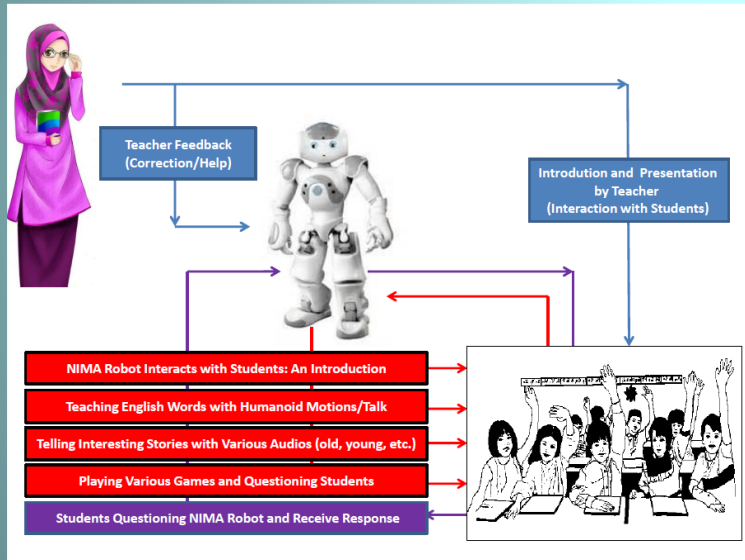 Teacher Feedback
(Correction/Help)
Introdution and Presentation
by Teacher
(Interaction with Students)
NIMA Robot Interacts with Students: An Introduction
Teaching English Words with Humanoid Motions/Talk
Telling Interesting Stories with Various Audios (old, young, etc.)
Playing Various Games and Questioning Students
Students Questioning NIMA Robot and Receive Response